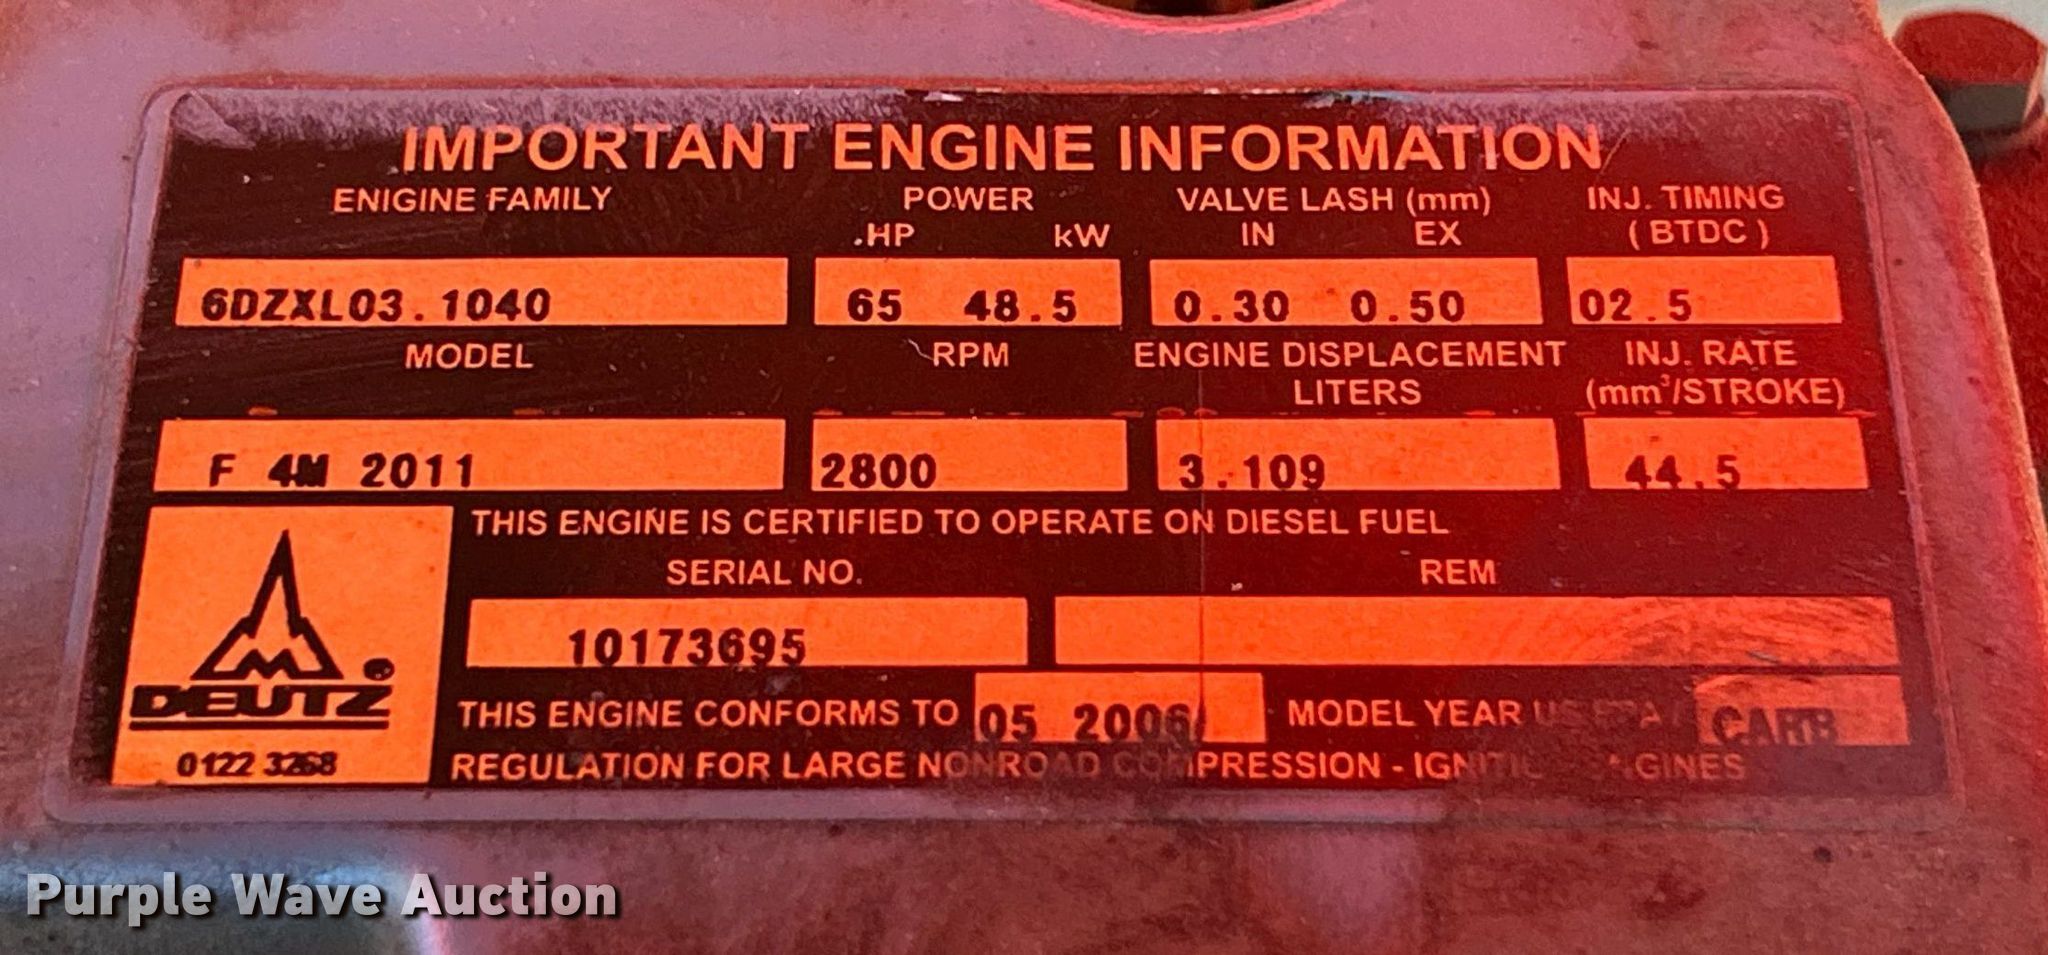 IMPORTANT ENGINE INFORMATION
ENIGINE FAMILY POWER VALVE LASH (mm) INJ. TIMING
.HP kW IN EX ( BTDC )
6DZXL03.1040 65 48.5 0.30 0.50 02.5
MODEL RPM ENGINE DISPLACEMENT INJ. RATE
LITERS (mm³/STROKE)
F 4M 2011 2800 3.109 44.5
THIS ENGINE IS CERTIFIED TO OPERATE ON DIESEL FUEL
SERIAL NO. REM
10173695
DEUTZ
®
THIS ENGINE CONFORMS TO 05 2006 MODEL YEAR US EPA / CARB
0122 3268
REGULATION FOR LARGE NONROAD COMPRESSION - IGNITION ENGINES
Purple Wave Auction